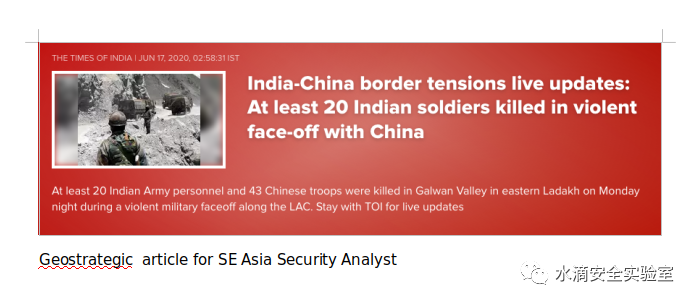 THE TIMES OF INDIA | JUN 17, 2020, 02:58:31 IST
India-China border tensions live updates:
At least 20 Indian soldiers killed in violent
face-off with China
At least 20 Indian Army personnel and 43 Chinese troops were killed in Galwan Valley in eastern Ladakh on Monday
night during a violent military faceoff along the LAC. Stay with TOI for live updates
Geostrategic  article for SE Asia Security Analyst
水滴安全实验室